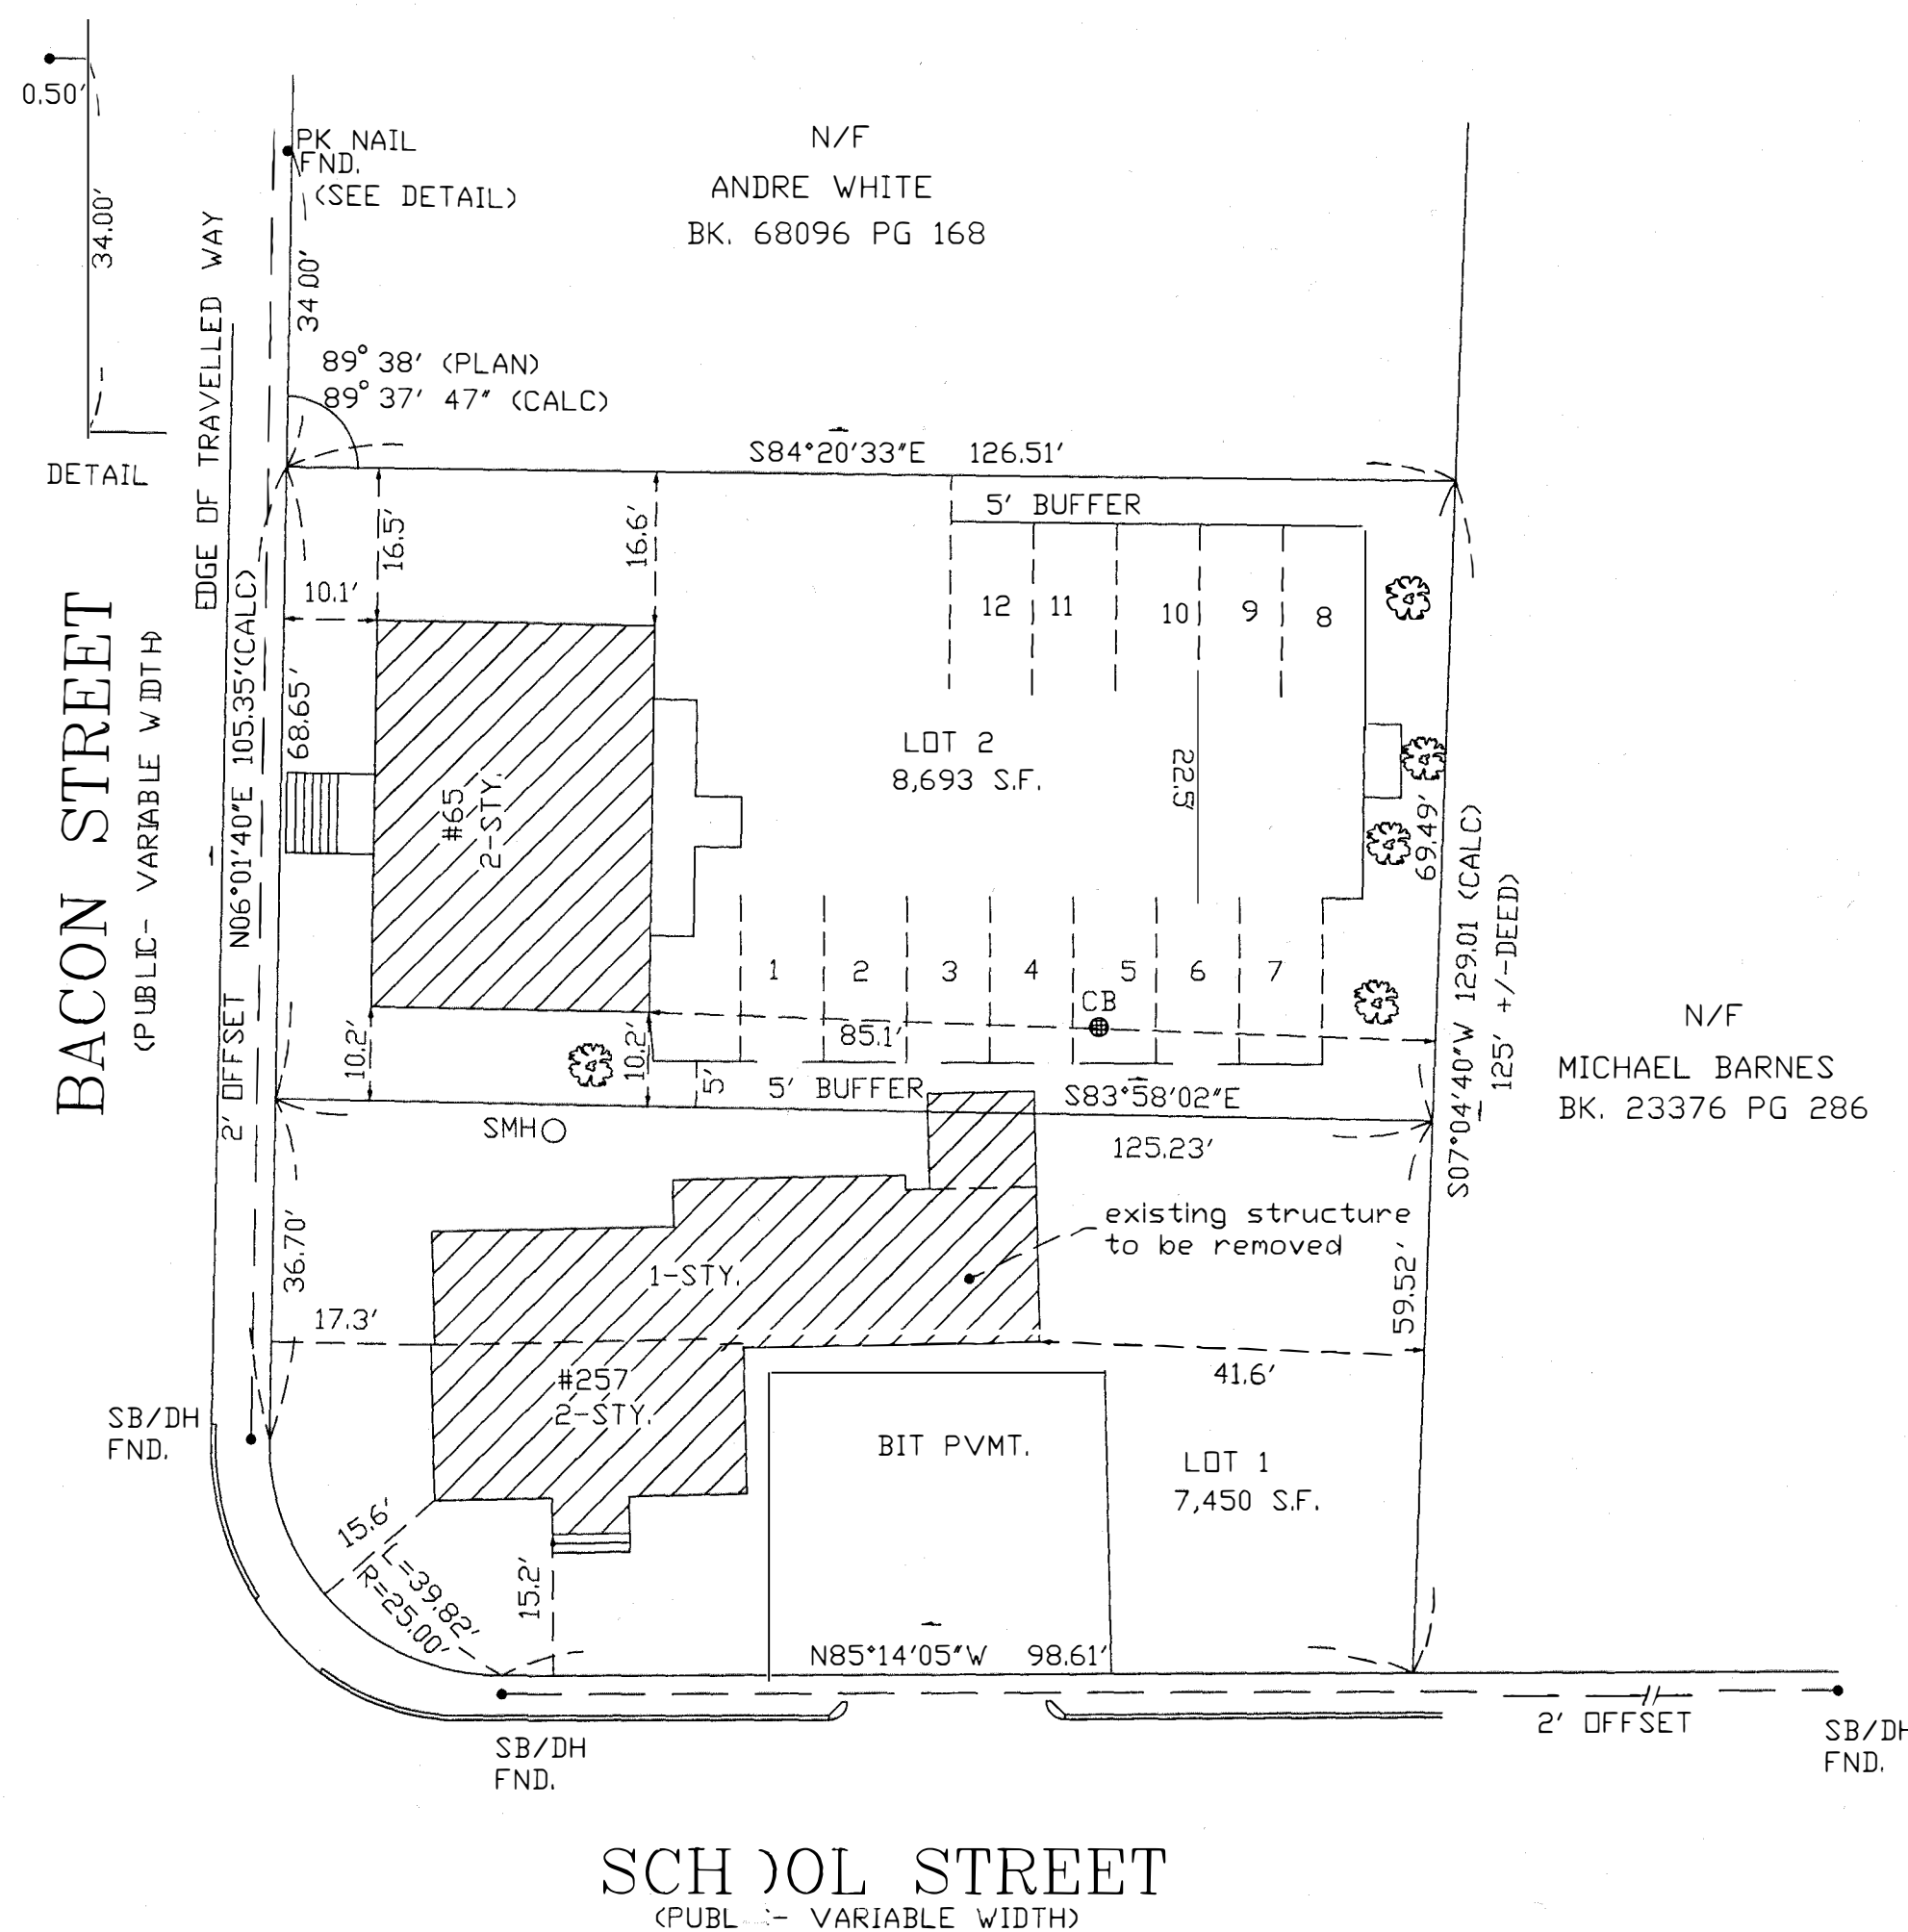 0.50'
34.00'
DETAIL
PK NAIL
FND.
(SEE DETAIL)
34.00'
N/F
ANDRE WHITE
BK. 68096 PG 168
EDGE OF TRAVELLED WAY
89° 38' (PLAN)
89° 37' 47" (CALC)
S84°20'33"E 126.51'
5' BUFFER
16.5'
16.6'
10.1'
12
11
10
9
8
BACON STREET
(PUBLIC- VARIABLE WIDTH)
2' OFFSET N06°01'40"E 105.35'(CALC)
68.65'
#65
2-STY.
LOT 2
8,693 S.F.
22.5'
69.49'
S07°04'40"W 129.01 (CALC)
125' +/-DEED)
1
2
3
4
5
6
7
CB
85.1'
10.2'
10.2'
5'
5' BUFFER
S83°58'02"E
125.23'
SMH
N/F
MICHAEL BARNES
BK. 23376 PG 286
36.70'
17.3'
1-STY.
existing structure
to be removed
59.52'
41.6'
#257
2-STY.
BIT PVMT.
LOT 1
7,450 S.F.
SB/DH
FND.
15.6'
L=39.82'
R=25.00'
15.2'
N85°14'05"W 98.61'
2' OFFSET
SB/DH
FND.
SB/DH
FND.
SCHOOL STREET
(PUBL - VARIABLE WIDTH)